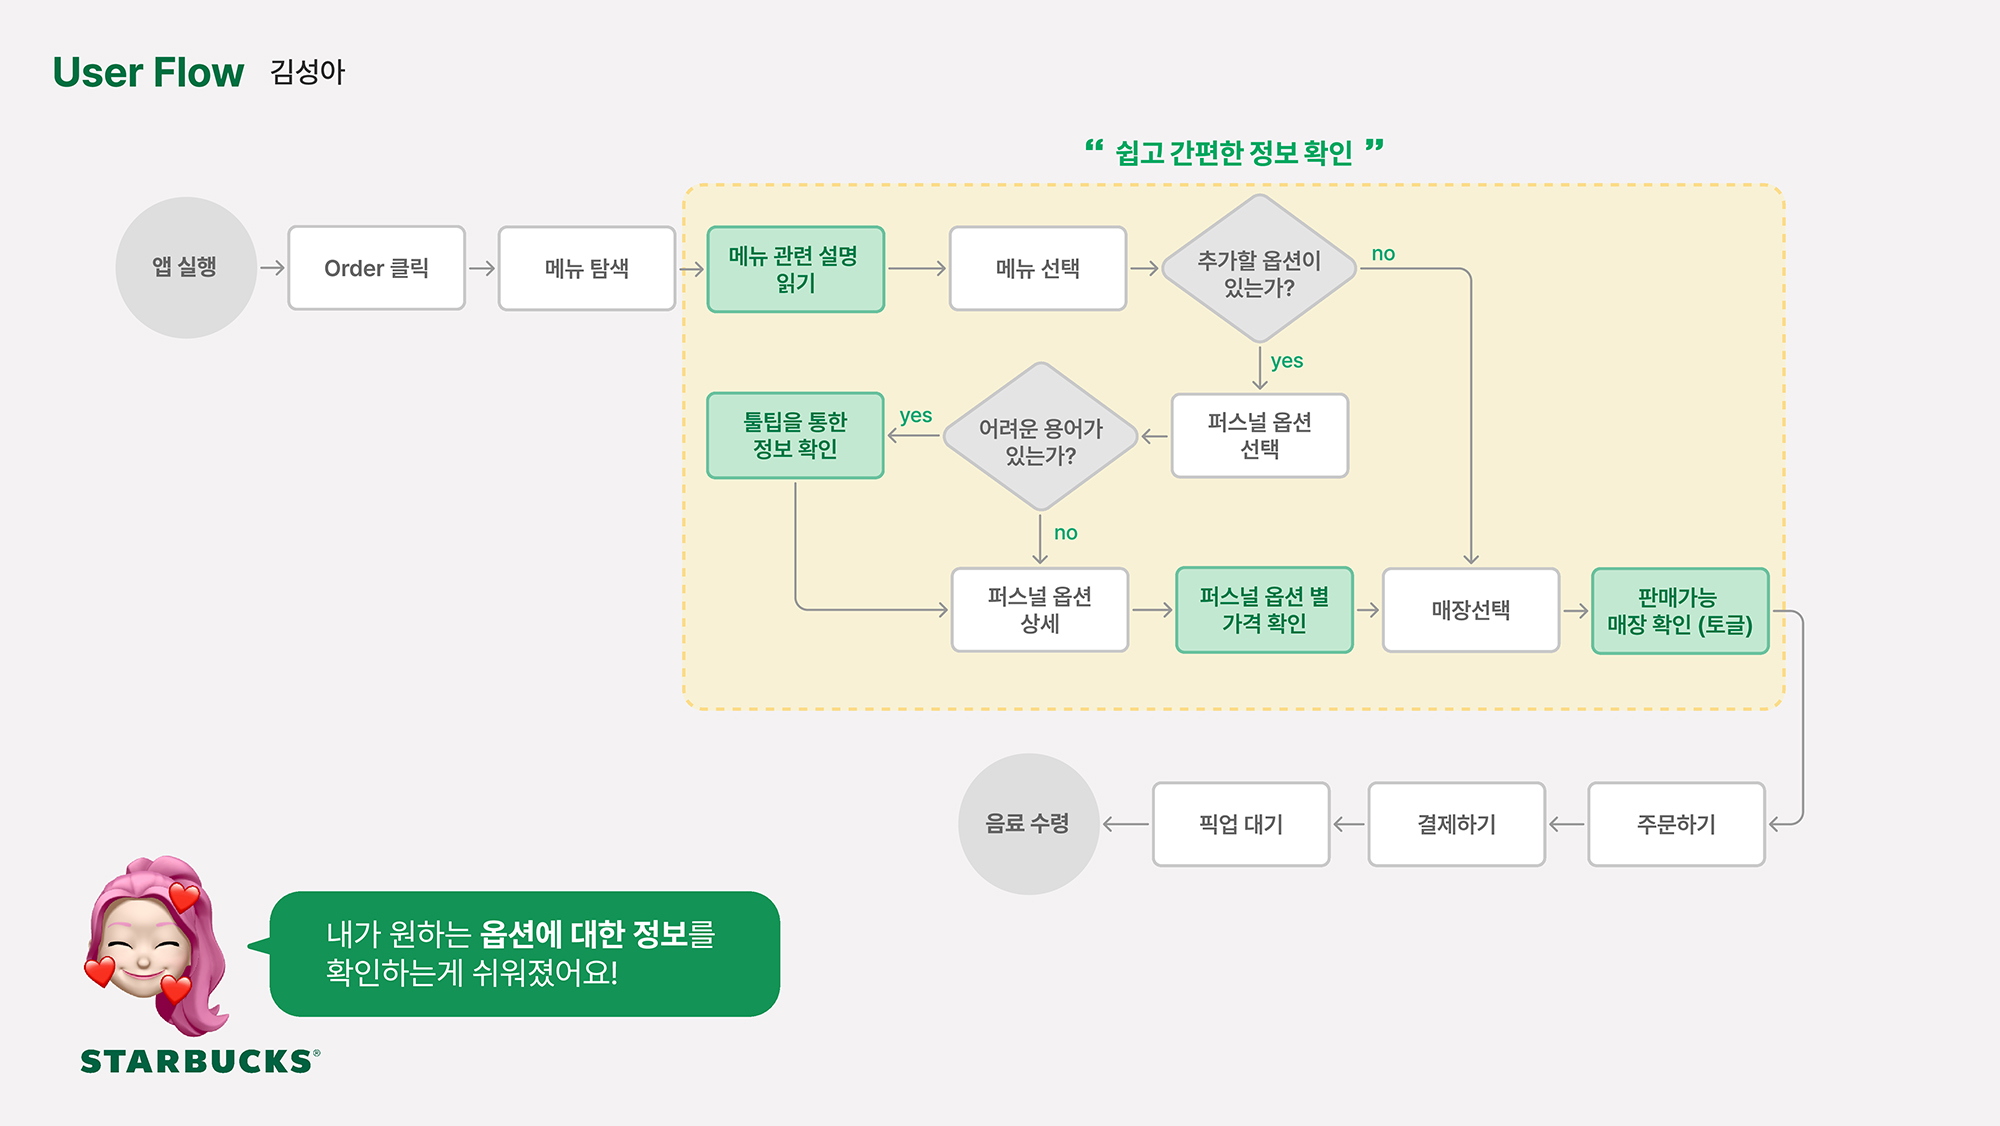 User Flow 김성아
“ 쉽고 간편한 정보 확인 ”
앱 실행
Order 클릭
메뉴 탐색
메뉴 관련 설명
읽기
메뉴 선택
추가할 옵션이
있는가?
no
yes
퍼스널 옵션
선택
어려운 용어가
있는가?
yes
툴팁을 통한
정보 확인
no
퍼스널 옵션
상세
퍼스널 옵션 별
가격 확인
매장선택
판매가능
매장 확인 (토글)
주문하기
결제하기
픽업 대기
음료 수령
내가 원하는 옵션에 대한 정보를
확인하는게 쉬워졌어요!
STARBUCKS®